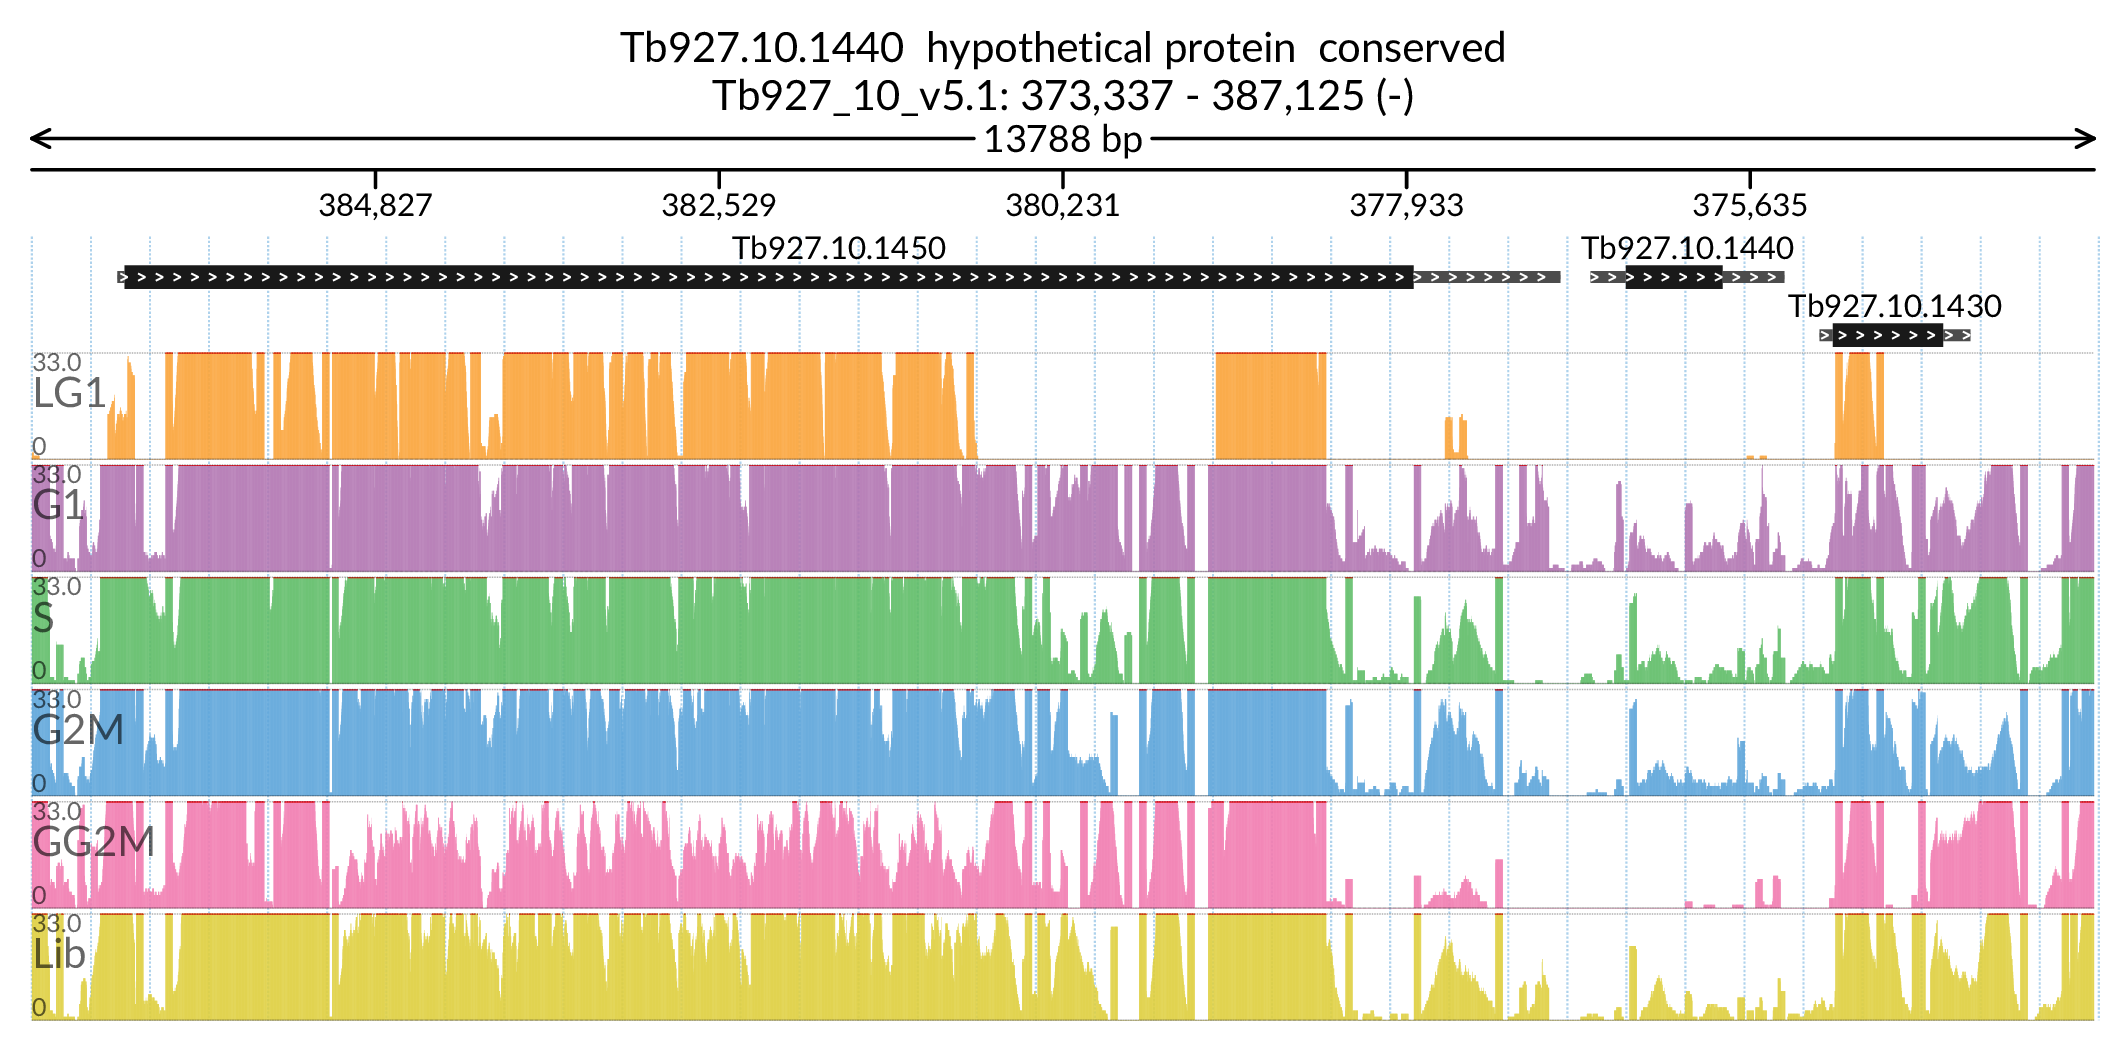 Tb927.10.1440  hypothetical protein  conserved
Tb927_10_v5.1: 373,337 - 387,125 (-)
13788 bp
384,827 382,529 380,231 377,933 375,635
Tb927.10.1450 Tb927.10.1440
Tb927.10.1430
33.0
LG1
0
33.0
G1
0
33.0
S
0
33.0
G2M
0
33.0
GG2M
0
33.0
Lib
0